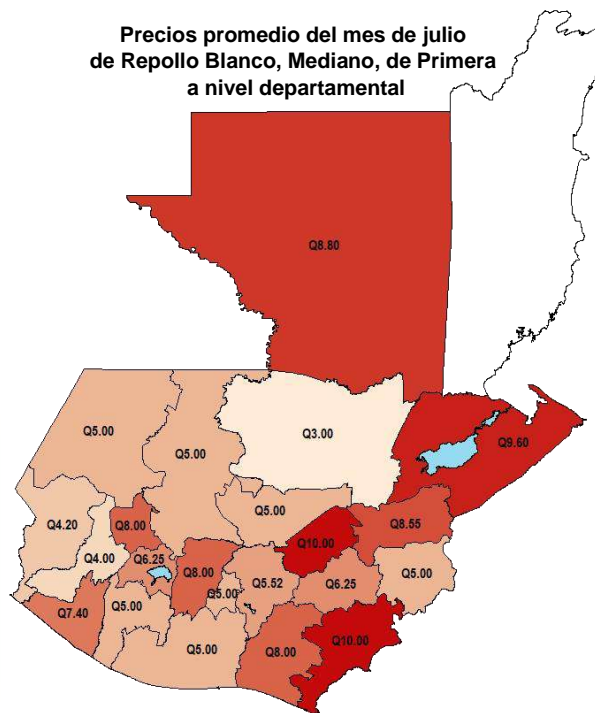 Precios promedio del mes de julio
de Repollo Blanco, Mediano, de Primera
a nivel departamental
Q8.80
Q5.00
Q3.00
Q9.60
Q5.00
Q4.20
Q8.00
Q5.00
Q8.55
Q10.00
Q4.00
Q6.25
Q8.00
Q5.52
Q6.25
Q5.00
Q7.40
Q5.00
Q5.00
Q5.00
Q8.00
Q10.00